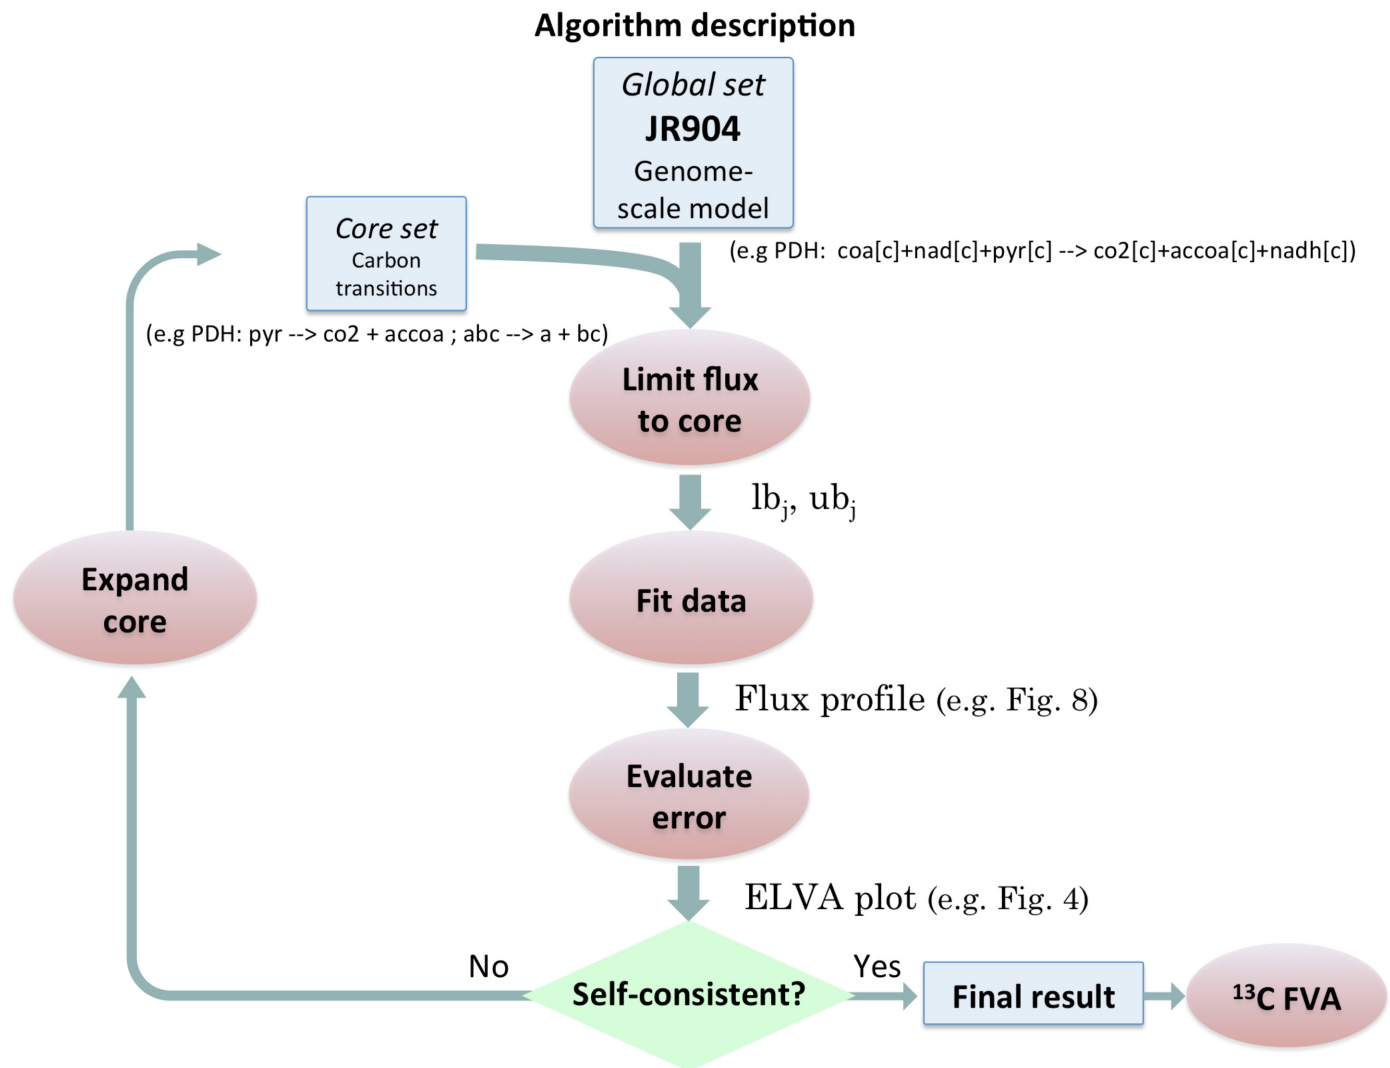 Algorithm description
Global set
JR904
Genome-
scale model
Core set
Carbon
transitions
(e.g PDH:  coa[c]+nad[c]+pyr[c] --> co2[c]+accoa[c]+nadh[c])
(e.g PDH: pyr --> co2 + accoa ; abc --> a + bc)
Limit flux
to core
lbj, ubj
Expand
core
Fit data
Flux profile (e.g. Fig. 8)
Evaluate
error
ELVA plot (e.g. Fig. 4)
No
Yes
Self-consistent?
Final result
¹³C FVA